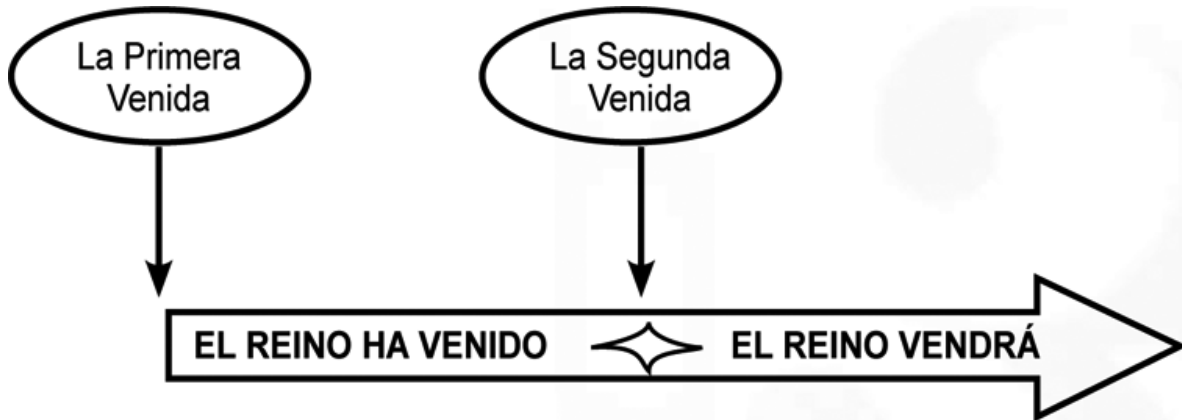 La Primera
Venida
La Segunda
Venida
EL REINO HA VENIDO
EL REINO VENDRÁ